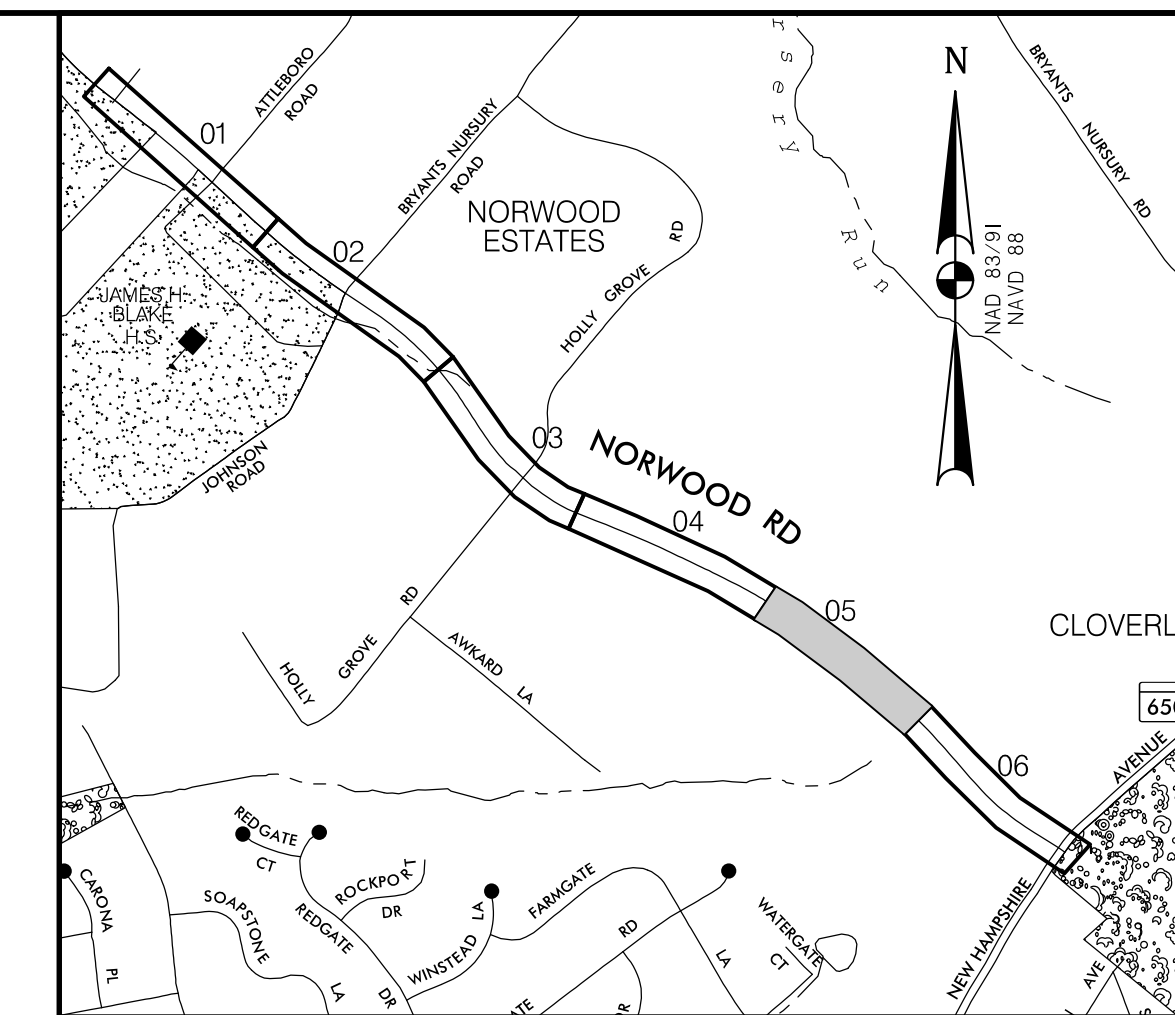 ATTLEBORO
ROAD
01
BRYANTS NURSURY
ROAD
NORWOOD
ESTATES
02
HOLLY GROVE RD
rsery
Run
N
NAD 83/91
NAVD 88
BRYANTS NURSURY RD
JAMES H.
BLAKE
H.S.
JOHNSON
ROAD
03
NORWOOD RD
04
05
06
CLOVERL
650
HOLLY GROVE RD
AWKARD LA
AVENUE
NEW HAMPSHIRE
AVE
REDGATE
CT
ROCKPORT
DR
SOAPSTONE
LA
REDGATE
DR
CARONA
PL
WINSTEAD LA
FARMGATE
LA
RD
WATERGATE
CT